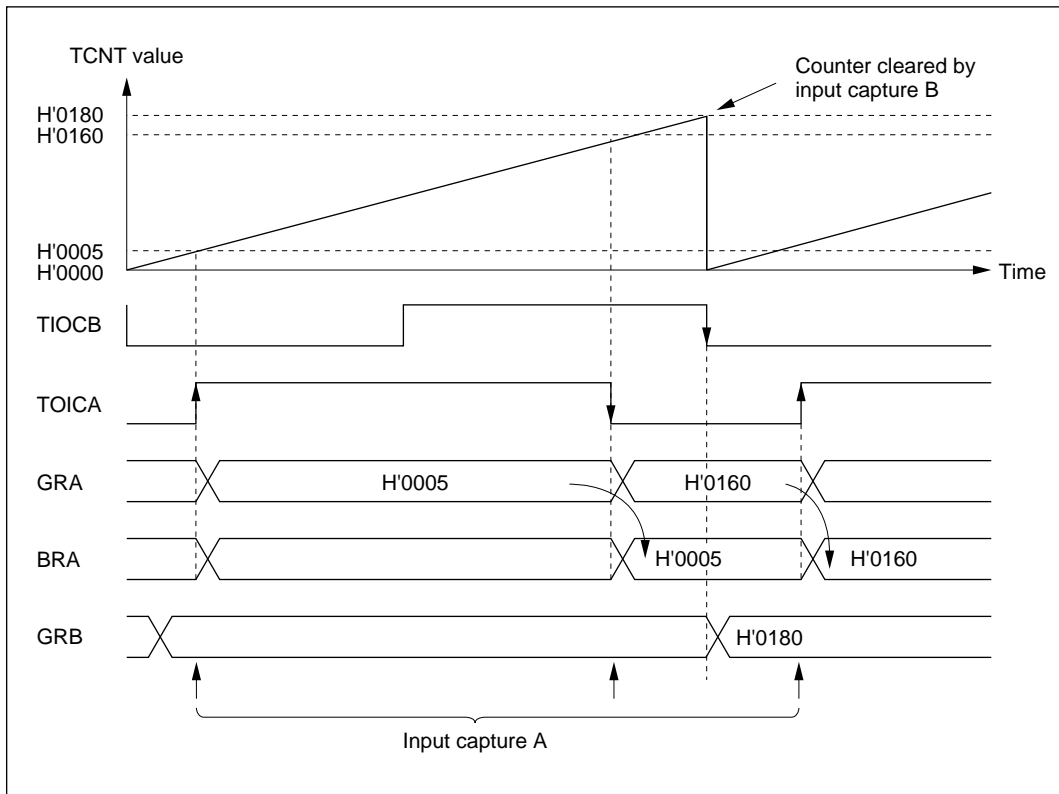 TCNT value
Counter cleared by
input capture B
H'0180
H'0160
H'0005
H'0000
Time
TIOCB
TOICA
GRA
H'0005
H'0160
BRA
H'0005
H'0160
GRB
H'0180
Input capture A